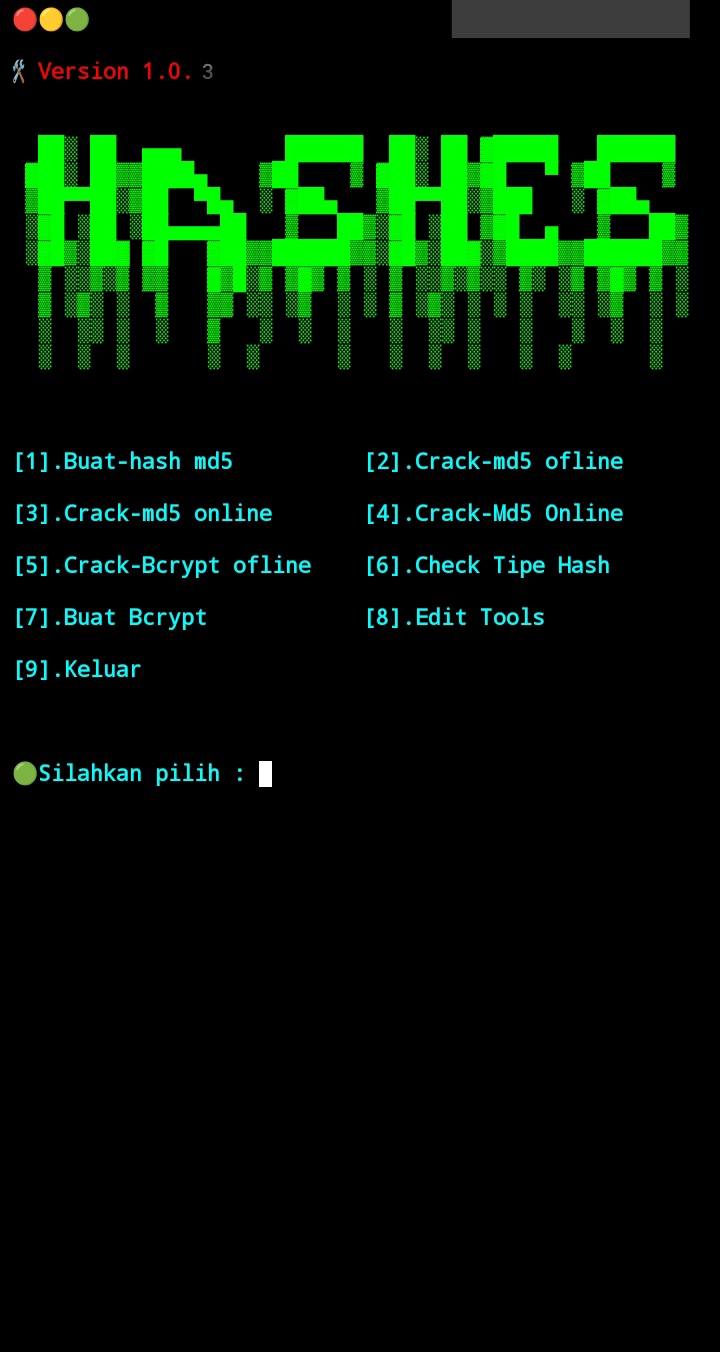 Version 1.0. 3
HASHES
[1].Buat-hash md5 [2].Crack-md5 ofline
[3].Crack-md5 online [4].Crack-Md5 Online
[5].Crack-Bcrypt ofline [6].Check Tipe Hash
[7].Buat Bcrypt [8].Edit Tools
[9].Keluar
Silahkan pilih :